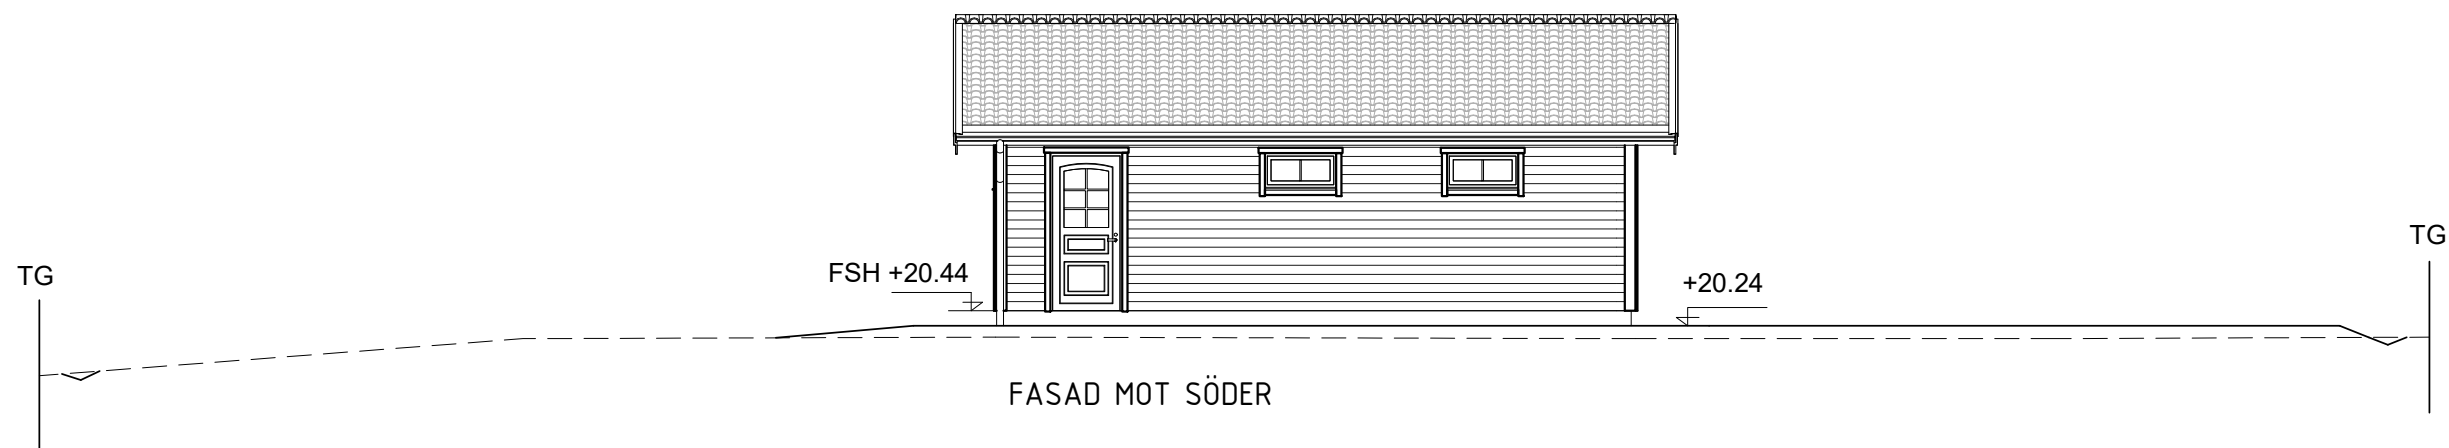 TG
TG
FSH +20.44
+20.24
FASAD MOT SÖDER